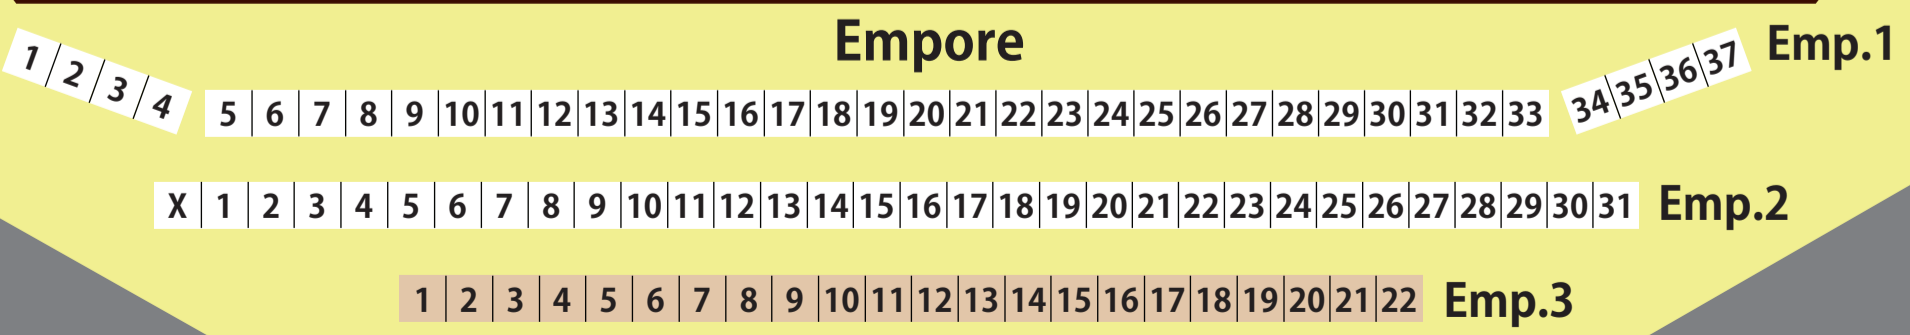 Empore
1 2 3 4 5 6 7 8 9 10 11 12 13 14 15 16 17 18 19 20 21 22 23 24 25 26 27 28 29 30 31 32 33 34 35 36 37 Emp.1
X 1 2 3 4 5 6 7 8 9 10 11 12 13 14 15 16 17 18 19 20 21 22 23 24 25 26 27 28 29 30 31 Emp.2
1 2 3 4 5 6 7 8 9 10 11 12 13 14 15 16 17 18 19 20 21 22 Emp.3